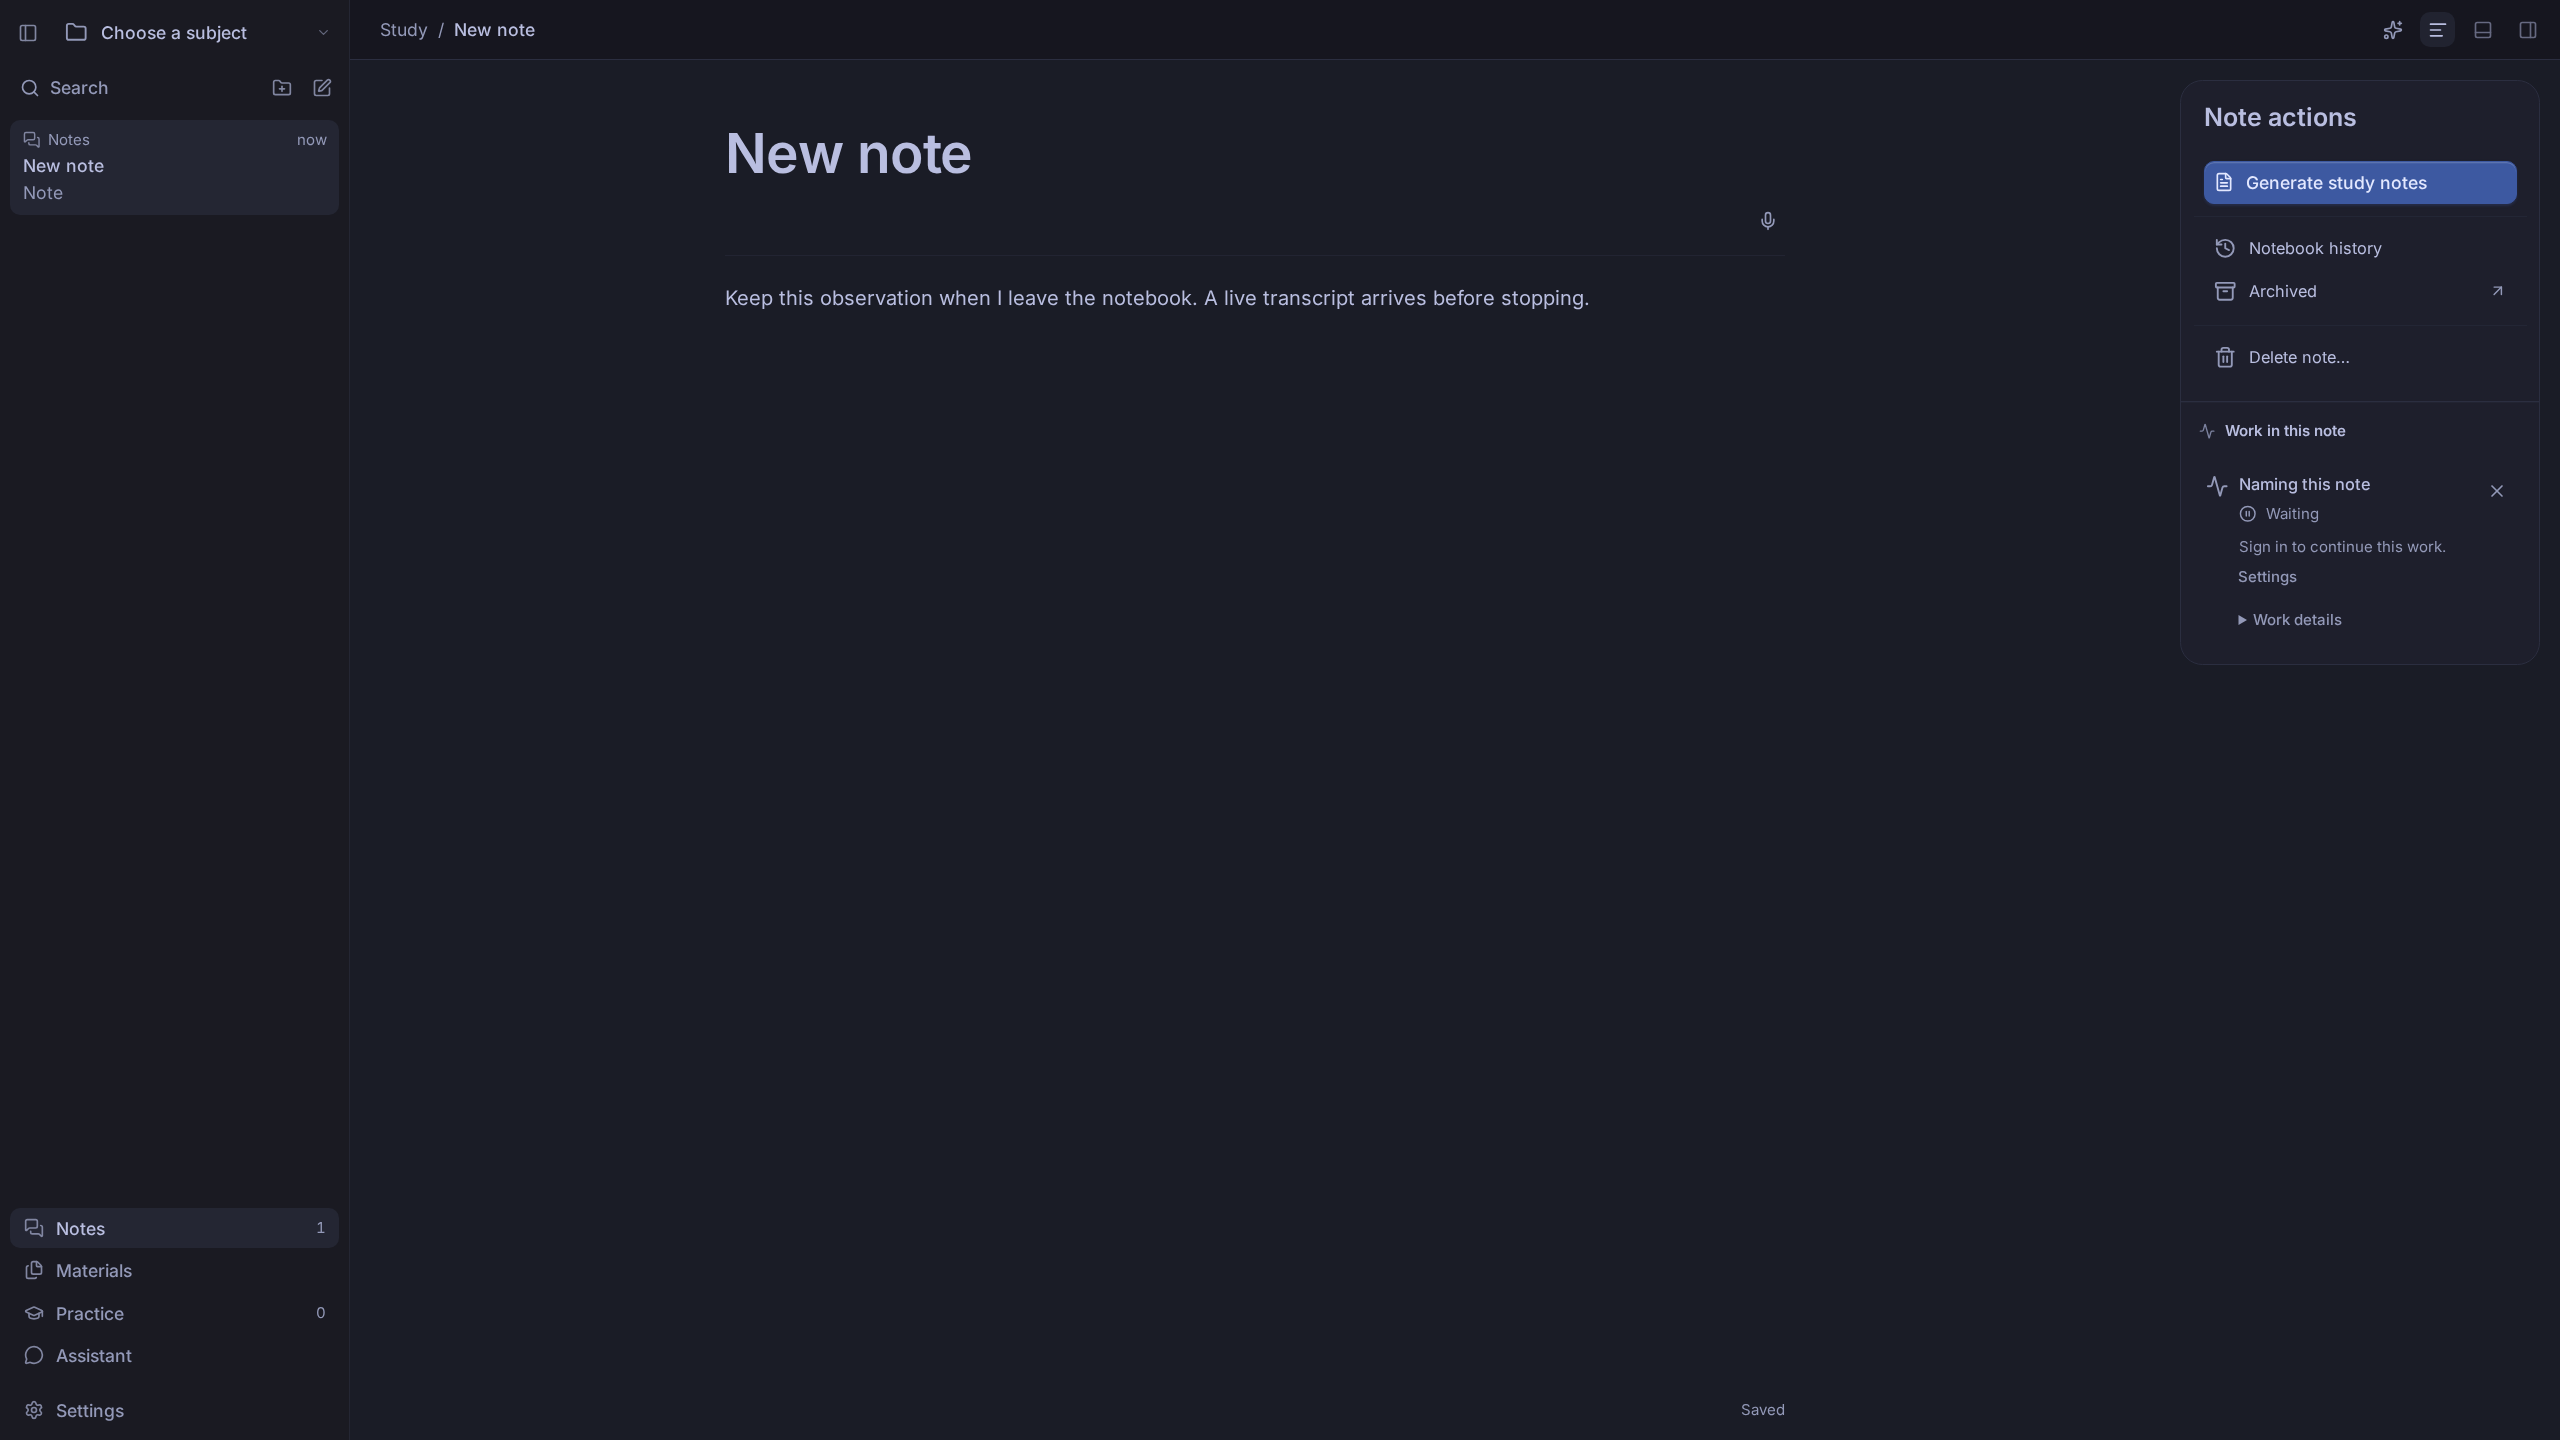 Choose a subject
Search
Notes now
New note
Note
Notes 1
Materials
Practice 0
Assistant
Settings
Study / New note
New note
Keep this observation when I leave the notebook. A live transcript arrives before stopping.
Saved
Note actions
Generate study notes
Notebook history
Archived
Delete note...
Work in this note
Naming this note
Waiting
Sign in to continue this work.
Settings
Work details